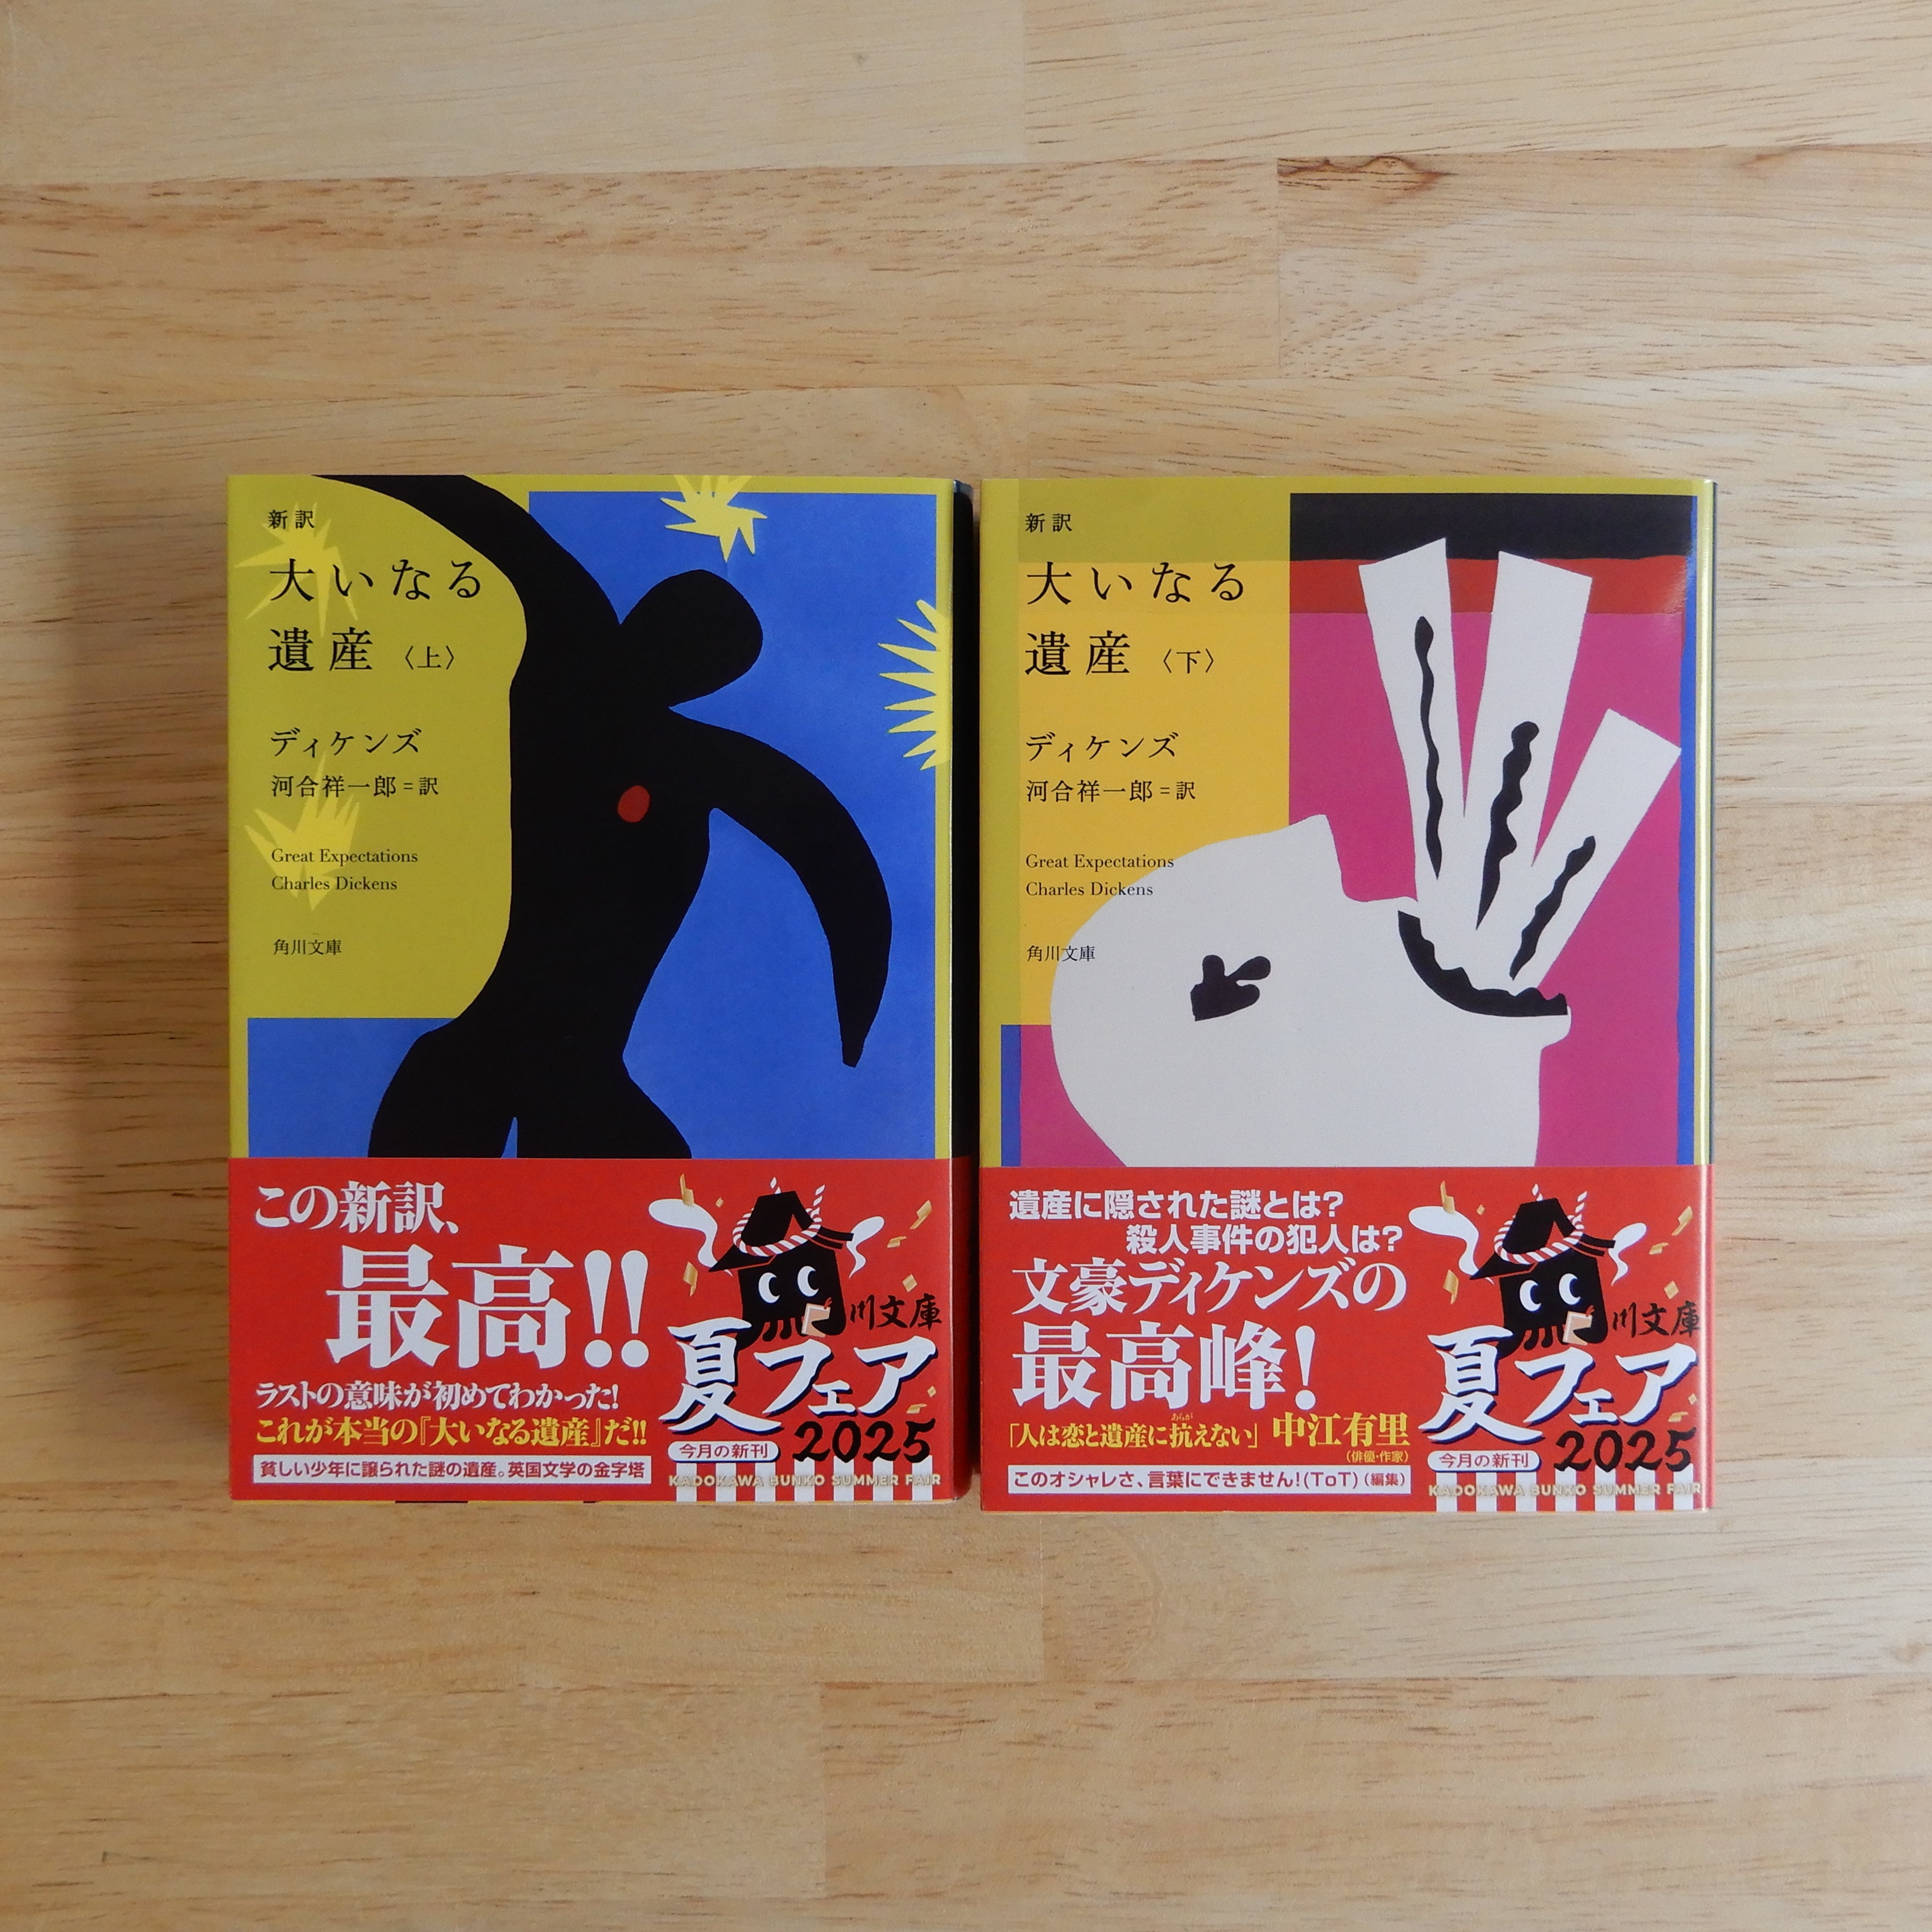 新訳
大いなる
遺産〈上〉
ディケンズ
河合祥一郎=訳
Great Expectations
Charles Dickens
角川文庫
この新訳、
最高!!
ラストの意味が初めてわかった!
これが本当の『大いなる遺産』だ!!
貧しい少年に譲られた謎の遺産。英国文学の金字塔
川文庫
夏フェア
今月の新刊
2025
KADOKAWA BUNKO SUMMER FAIR
新訳
大いなる
遺産〈下〉
ディケンズ
河合祥一郎=訳
Great Expectations
Charles Dickens
角川文庫
遺産に隠された謎とは?
殺人事件の犯人は?
文豪ディケンズの
最高峰!
「人は恋と遺産に抗えない」中江有里
あらが
(俳優・作家)
このオシャレさ、言葉にできません!(ToT)(編集)
川文庫
夏フェア
今月の新刊
2025
KADOKAWA BUNKO SUMMER FAIR